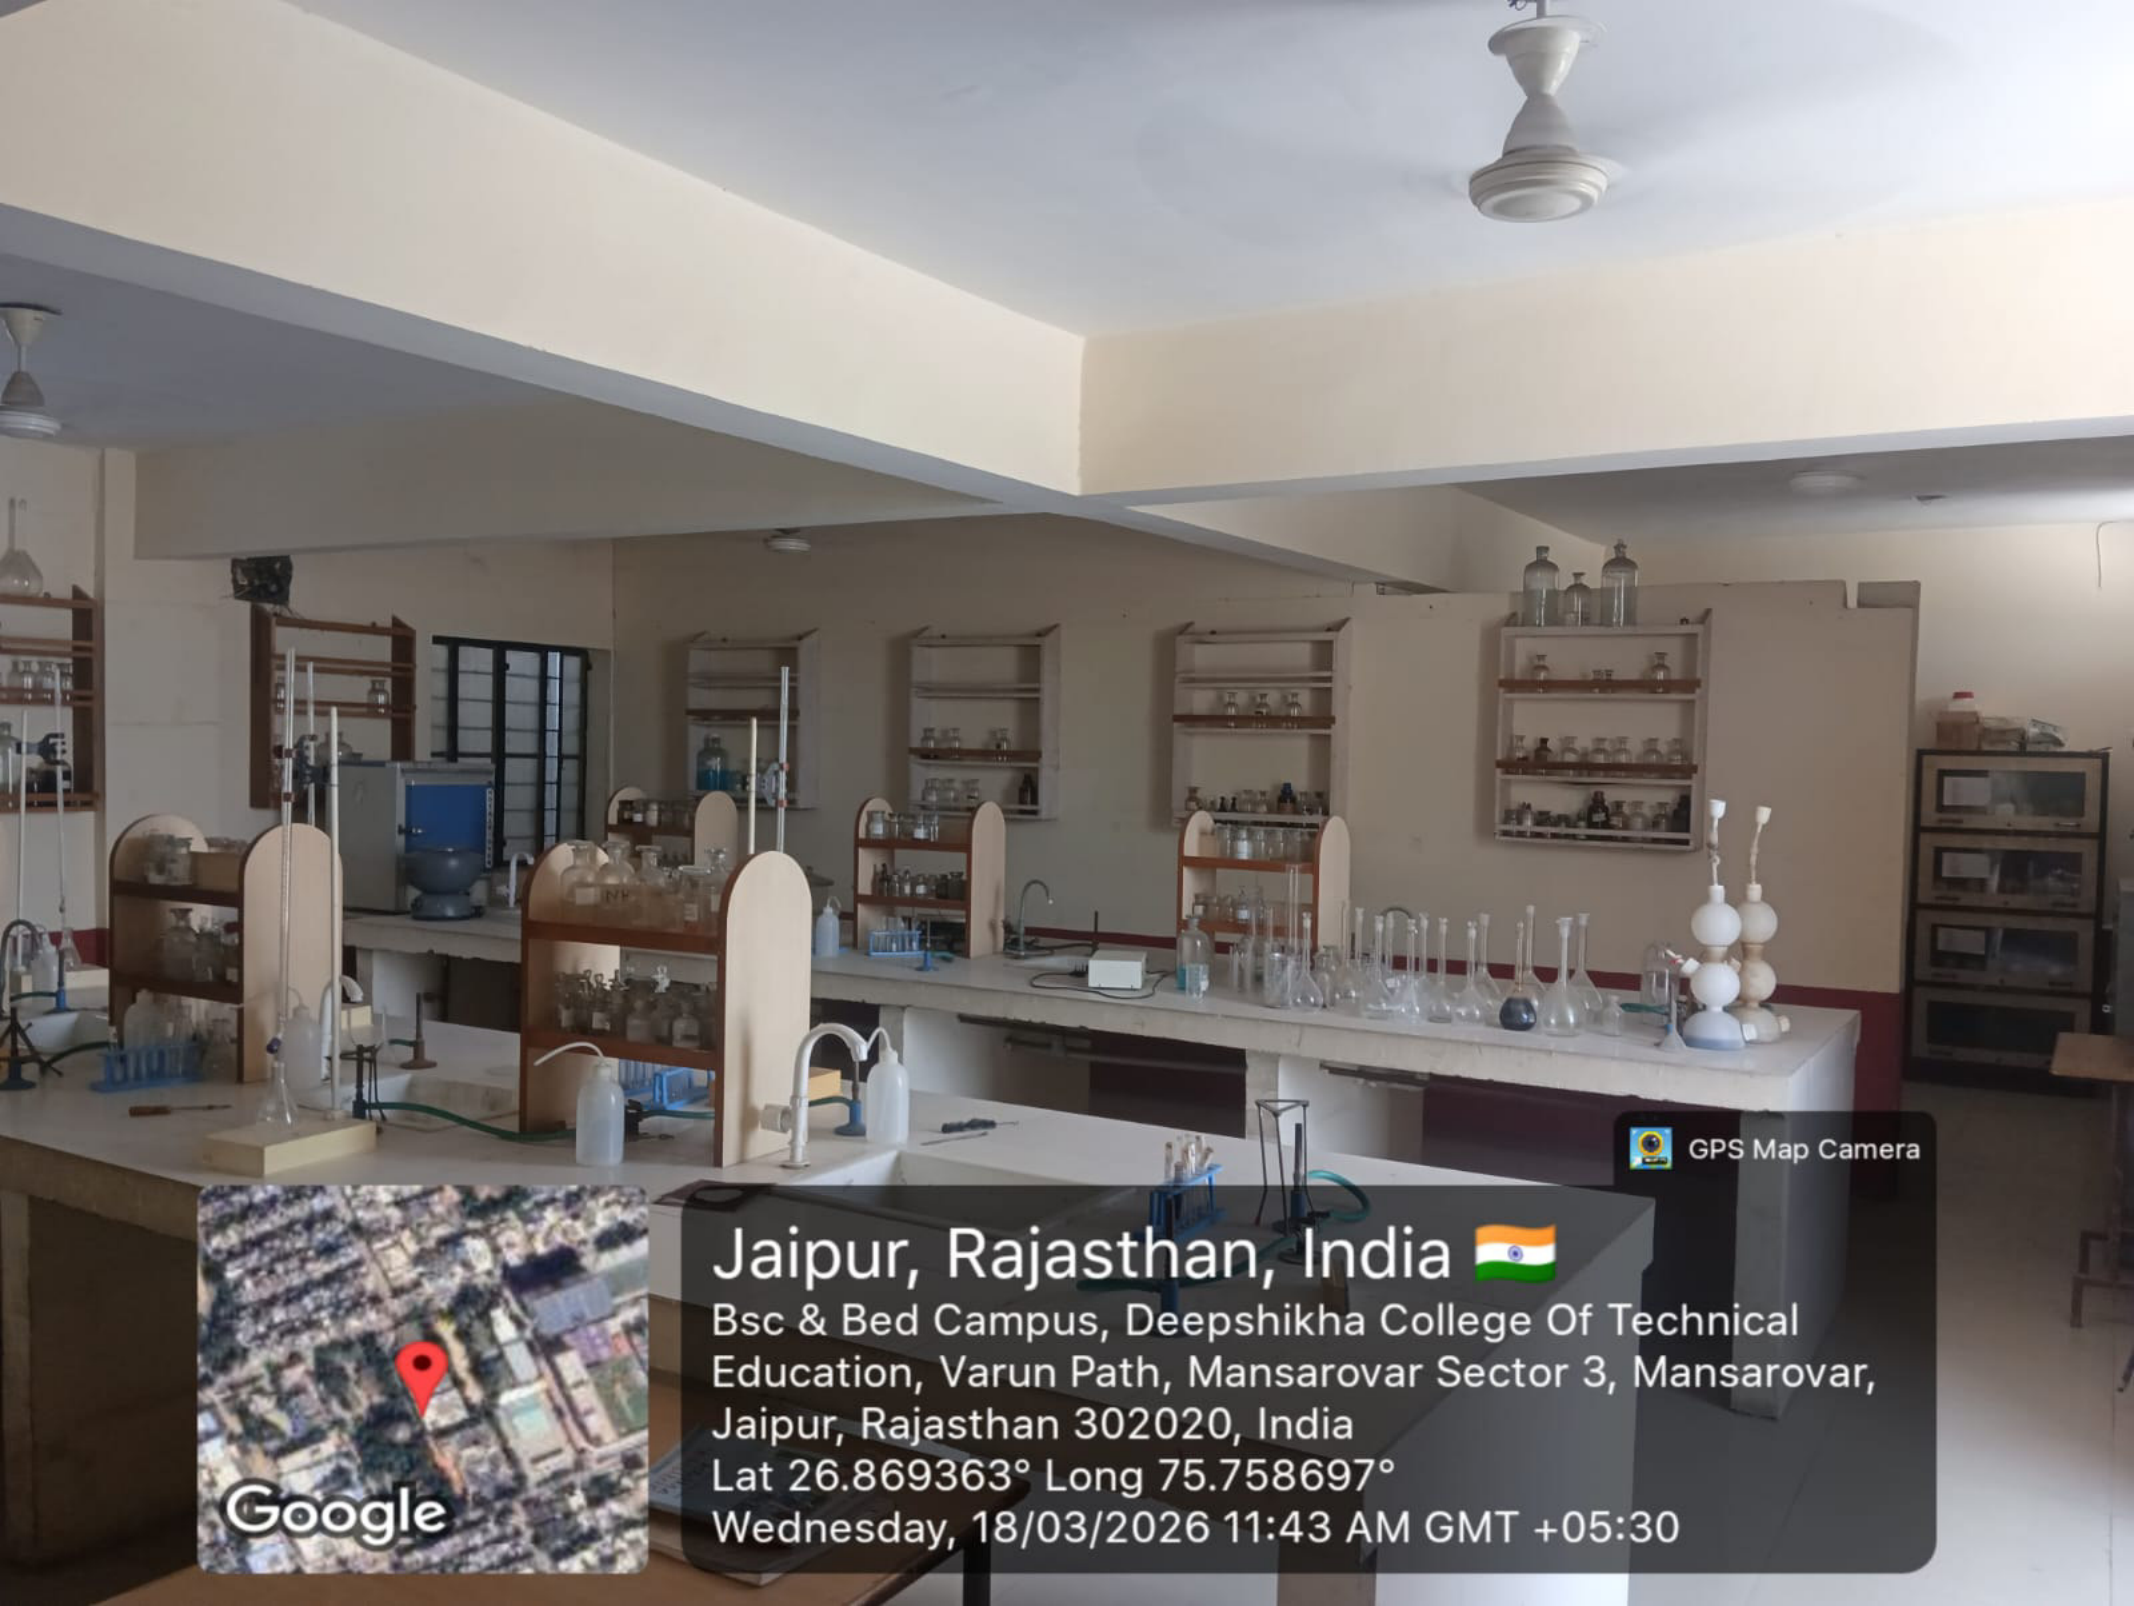 GPS Map Camera
Jaipur, Rajasthan, India
Bsc & Bed Campus, Deepshikha College Of Technical
Education, Varun Path, Mansarovar Sector 3, Mansarovar,
Jaipur, Rajasthan 302020, India
Lat 26.869363° Long 75.758697°
Wednesday, 18/03/2026 11:43 AM GMT +05:30
Google